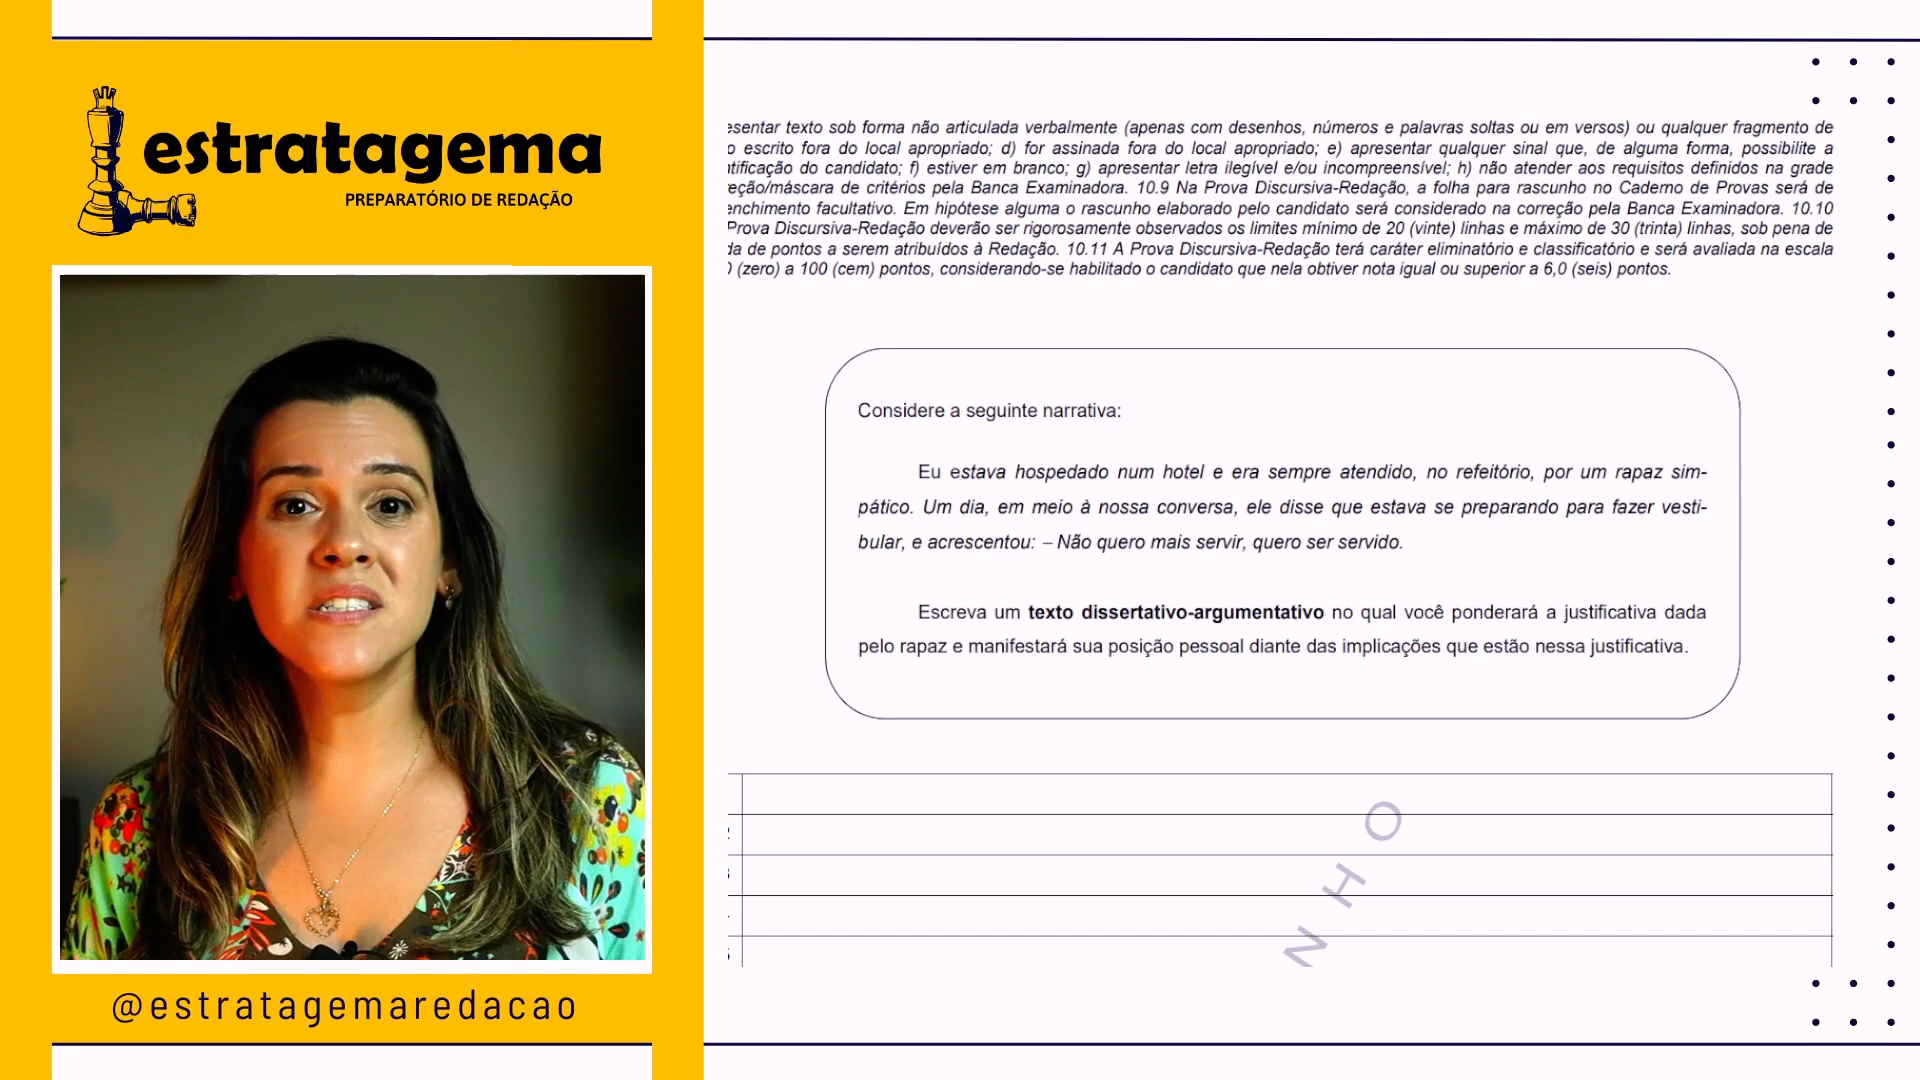 estratagema
PREPARATÓRIO DE REDAÇÃO
@estratagemaredacao
texto sob forma não articulada verbalmente (apenas com desenhos, números e palavras soltas ou em versos) ou qualquer fragmento de
escrito fora do local apropriado; d) for assinada fora do local apropriado; e) apresentar qualquer sinal que, de alguma forma, possibilite a
do candidato; f) estiver em branco; g) apresentar letra ilegível e/ou incompreensível; h) não atender aos requisitos definidos na grade
de critérios pela Banca Examinadora. 10.9 Na Prova Discursiva-Redação, a folha para rascunho no Caderno de Provas será de
facultativo. Em hipótese alguma o rascunho elaborado pelo candidato será considerado na correção pela Banca Examinadora. 10.10
Prova Discursiva-Redação deverão ser rigorosamente observados os limites mínimo de 20 (vinte) linhas e máximo de 30 (trinta) linhas, sob pena de
de pontos a serem atribuídos à Redação. 10.11 A Prova Discursiva-Redação terá caráter eliminatório e classificatório e será avaliada na escala
(zero) a 100 (cem) pontos, considerando-se habilitado o candidato que nela obtiver nota igual ou superior a 6,0 (seis) pontos.
Considere a seguinte narrativa:
Eu estava hospedado num hotel e era sempre atendido, no refeitório, por um rapaz sim-
pático. Um dia, em meio à nossa conversa, ele disse que estava se preparando para fazer vesti-
bular, e acrescentou: – Não quero mais servir, quero ser servido.
Escreva um texto dissertativo-argumentativo no qual você ponderará a justificativa dada
pelo rapaz e manifestará sua posição pessoal diante das implicações que estão nessa justificativa.
N H O